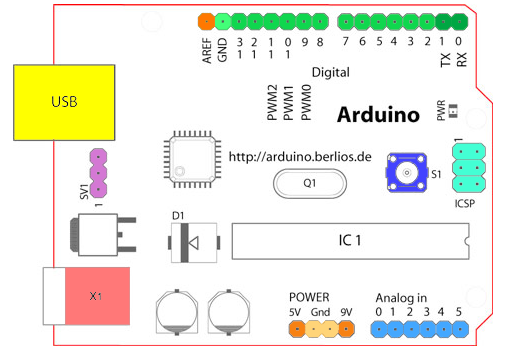 AREF GND 13 12 11 10 9 8 7 6 5 4 3 2 1 0
TX RX
Digital
PWM2 PWM1 PWM0
Arduino
PWR
USB
http://arduino.berlios.de
1
SV1
1
Q1
S1
ICSP
D1
IC 1
X1
POWER
5V Gnd 9V
Analog in
0 1 2 3 4 5